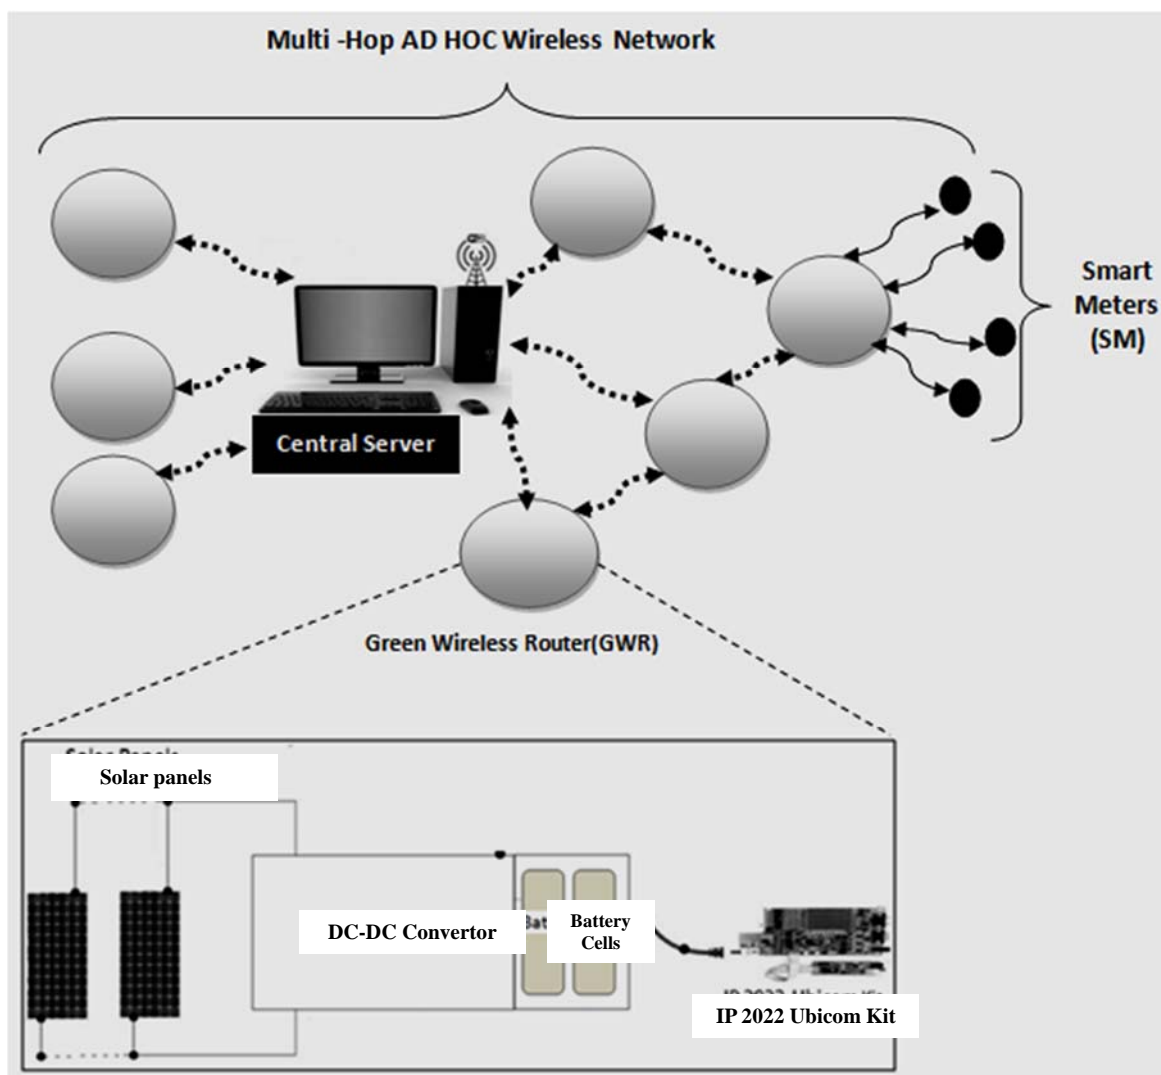 Multi -Hop AD HOC Wireless Network
Smart
Meters
(SM)
Central Server
Green Wireless Router(GWR)
Solar panels
DC-DC Convertor
Battery
Cells
IP 2022 Ubicom Kit